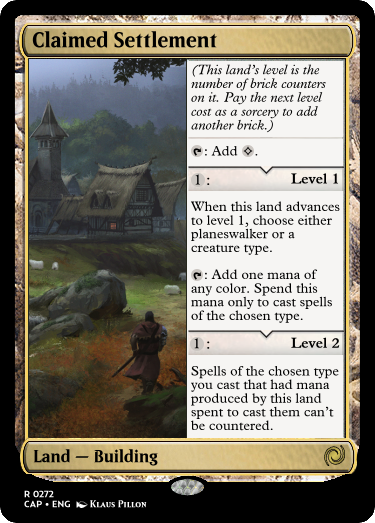 Claimed Settlement
(This land's level is the
number of brick counters
on it. Pay the next level
cost as a sorcery to add
another brick.)
: Add .
1 : Level 1
When this land advances
to level 1, choose either
planeswalker or a
creature type.
: Add one mana of
any color. Spend this
mana only to cast spells
of the chosen type.
1 : Level 2
Spells of the chosen type
you cast that had mana
produced by this land
spent to cast them can't
be countered.
Land — Building
R 0272
CAP • ENG KLAUS PILLON